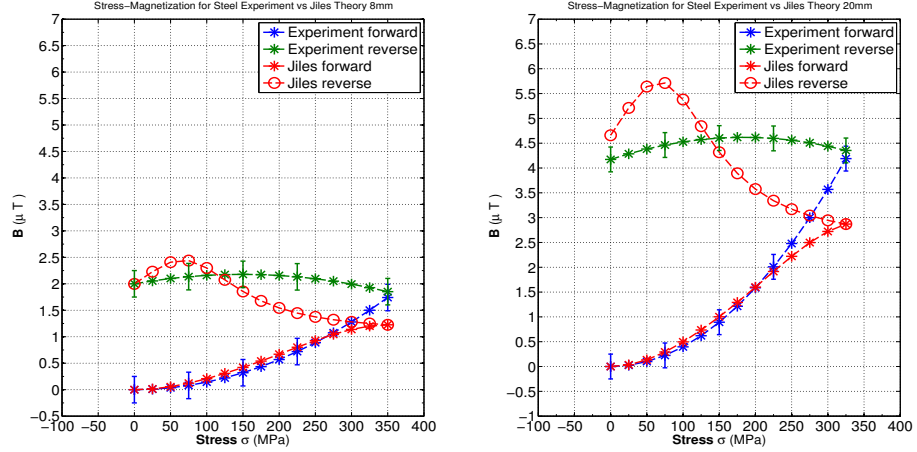 Stress-Magnetization for Steel Experiment vs Jiles Theory 8mm
7
6.5
6
5.5
5
4.5
4
3.5
3
2.5
2
1.5
1
0.5
0
−0.5
B (μ T)
Experiment forward
Experiment reverse
Jiles forward
Jiles reverse
−100 −50 0 50 100 150 200 250 300 350 400
Stress σ (MPa)
Stress-Magnetization for Steel Experiment vs Jiles Theory 20mm
7
6.5
6
5.5
5
4.5
4
3.5
3
2.5
2
1.5
1
0.5
0
−0.5
−1
B (μ T)
Experiment forward
Experiment reverse
Jiles forward
Jiles reverse
−100 −50 0 50 100 150 200 250 300 350 400
Stress σ (MPa)